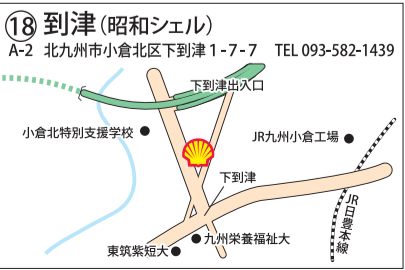 ⑱ 到津(昭和シェル)
A-2 北九州市小倉北区下到津1-7-7 TEL 093-582-1439
下到津出入口
小倉北特別支援学校
JR九州小倉工場
下到津
JR日豊本線
九州栄養福祉大
東筑紫短大